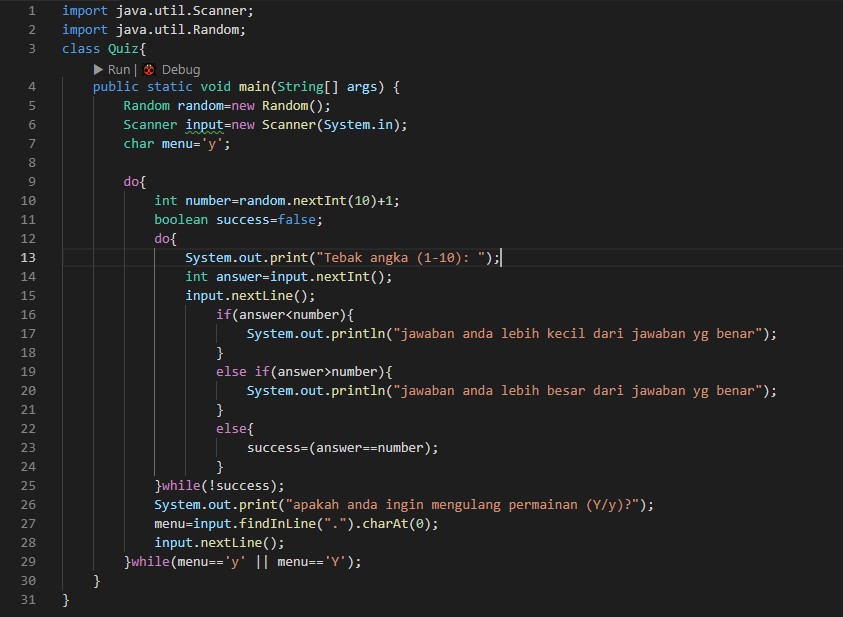 1 import java.util.Scanner;
2 import java.util.Random;
3 class Quiz{
Run | Debug
4 public static void main(String[] args) {
5 Random random=new Random();
6 Scanner input=new Scanner(System.in);
7 char menu='y';
8
9 do{
10 int number=random.nextInt(10)+1;
11 boolean success=false;
12 do{
13 System.out.print("Tebak angka (1-10): ");
14 int answer=input.nextInt();
15 input.nextLine();
16 if(answer<number){
17 System.out.println("jawaban anda lebih kecil dari jawaban yg benar");
18 }
19 else if(answer>number){
20 System.out.println("jawaban anda lebih besar dari jawaban yg benar");
21 }
22 else{
23 success=(answer==number);
24 }
25 }while(!success);
26 System.out.print("apakah anda ingin mengulang permainan (Y/y)?");
27 menu=input.findInLine(".").charAt(0);
28 input.nextLine();
29 }while(menu=='y' || menu=='Y');
30 }
31 }